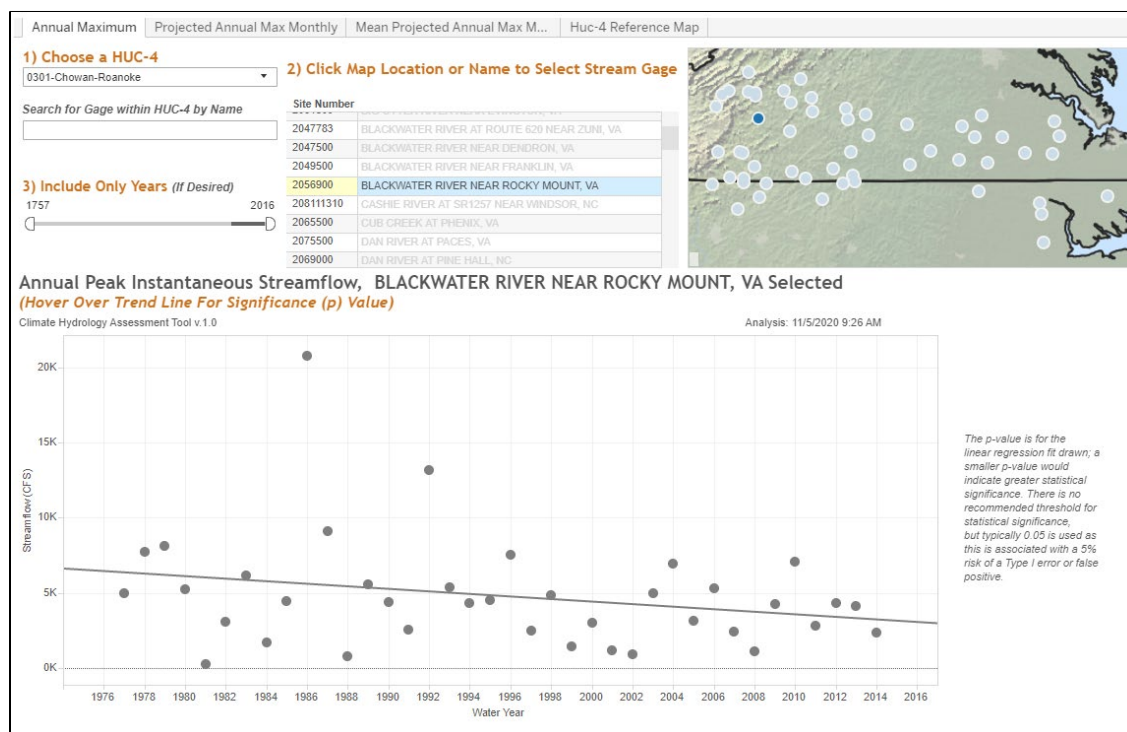 Annual Maximum
Projected Annual Max Monthly
Mean Projected Annual Max M...
Huc-4 Reference Map
1) Choose a HUC-4
0301-Chowan-Roanoke
Search for Gage within HUC-4 by Name
3) Include Only Years (If Desired)
1757 2016
2) Click Map Location or Name to Select Stream Gage
Site Number
2047783 BLACKWATER RIVER AT ROUTE 620 NEAR ZUNI, VA
2047500 BLACKWATER RIVER NEAR DENDRON, VA
2049500 BLACKWATER RIVER NEAR FRANKLIN, VA
2056900 BLACKWATER RIVER NEAR ROCKY MOUNT, VA
208111310 CASHIE RIVER AT SR1257 NEAR WINDSOR, NC
2065500 CUB CREEK AT PHENIX, VA
2075500 DAN RIVER AT PACES, VA
2069000 DAN RIVER AT PINE HALL, NC
Annual Peak Instantaneous Streamflow, BLACKWATER RIVER NEAR ROCKY MOUNT, VA Selected
(Hover Over Trend Line For Significance (p) Value)
Climate Hydrology Assessment Tool v.1.0
Analysis: 11/5/2020 9:26 AM
20K
15K
10K
5K
0K
Streamflow (CFS)
1976 1978 1980 1982 1984 1986 1988 1990 1992 1994 1996 1998 2000 2002 2004 2006 2008 2010 2012 2014 2016
Water Year
The p-value is for the
linear regression fit drawn; a
smaller p-value would
indicate greater statistical
significance. There is no
recommended threshold for
statistical significance,
but typically 0.05 is used as
this is associated with a 5%
risk of a Type I error or false
positive.